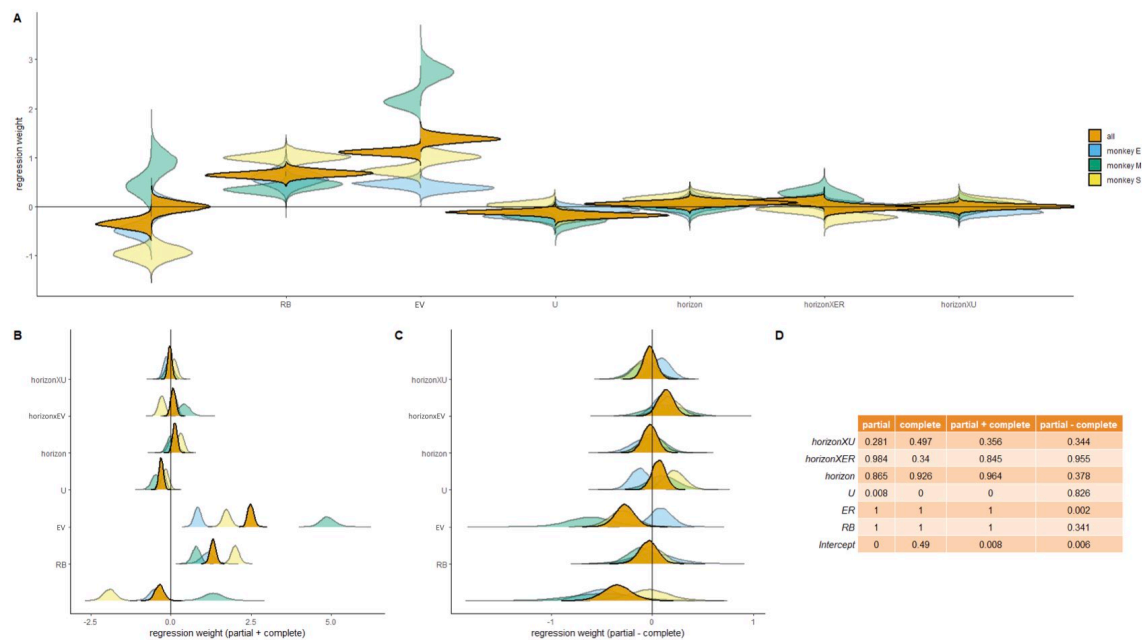 A
regression weight
3
2
1
0
-1
RB EV U horizon horizonXER horizonXU
all
monkey E
monkey M
monkey S
B
horizonXU
horizonxEV
horizon
U
EV
RB
-2.5 0.0 2.5 5.0
regression weight (partial + complete)
C
horizonXU
horizonxEV
horizon
U
EV
RB
-1 0 1
regression weight (partial - complete)
D
partial complete partial + complete partial - complete
horizonXU 0.281 0.497 0.356 0.344
horizonXER 0.984 0.34 0.845 0.955
horizon 0.865 0.926 0.964 0.378
U 0.008 0 0 0.826
ER 1 1 1 0.002
RB 1 1 1 0.341
Intercept 0 0.49 0.008 0.006